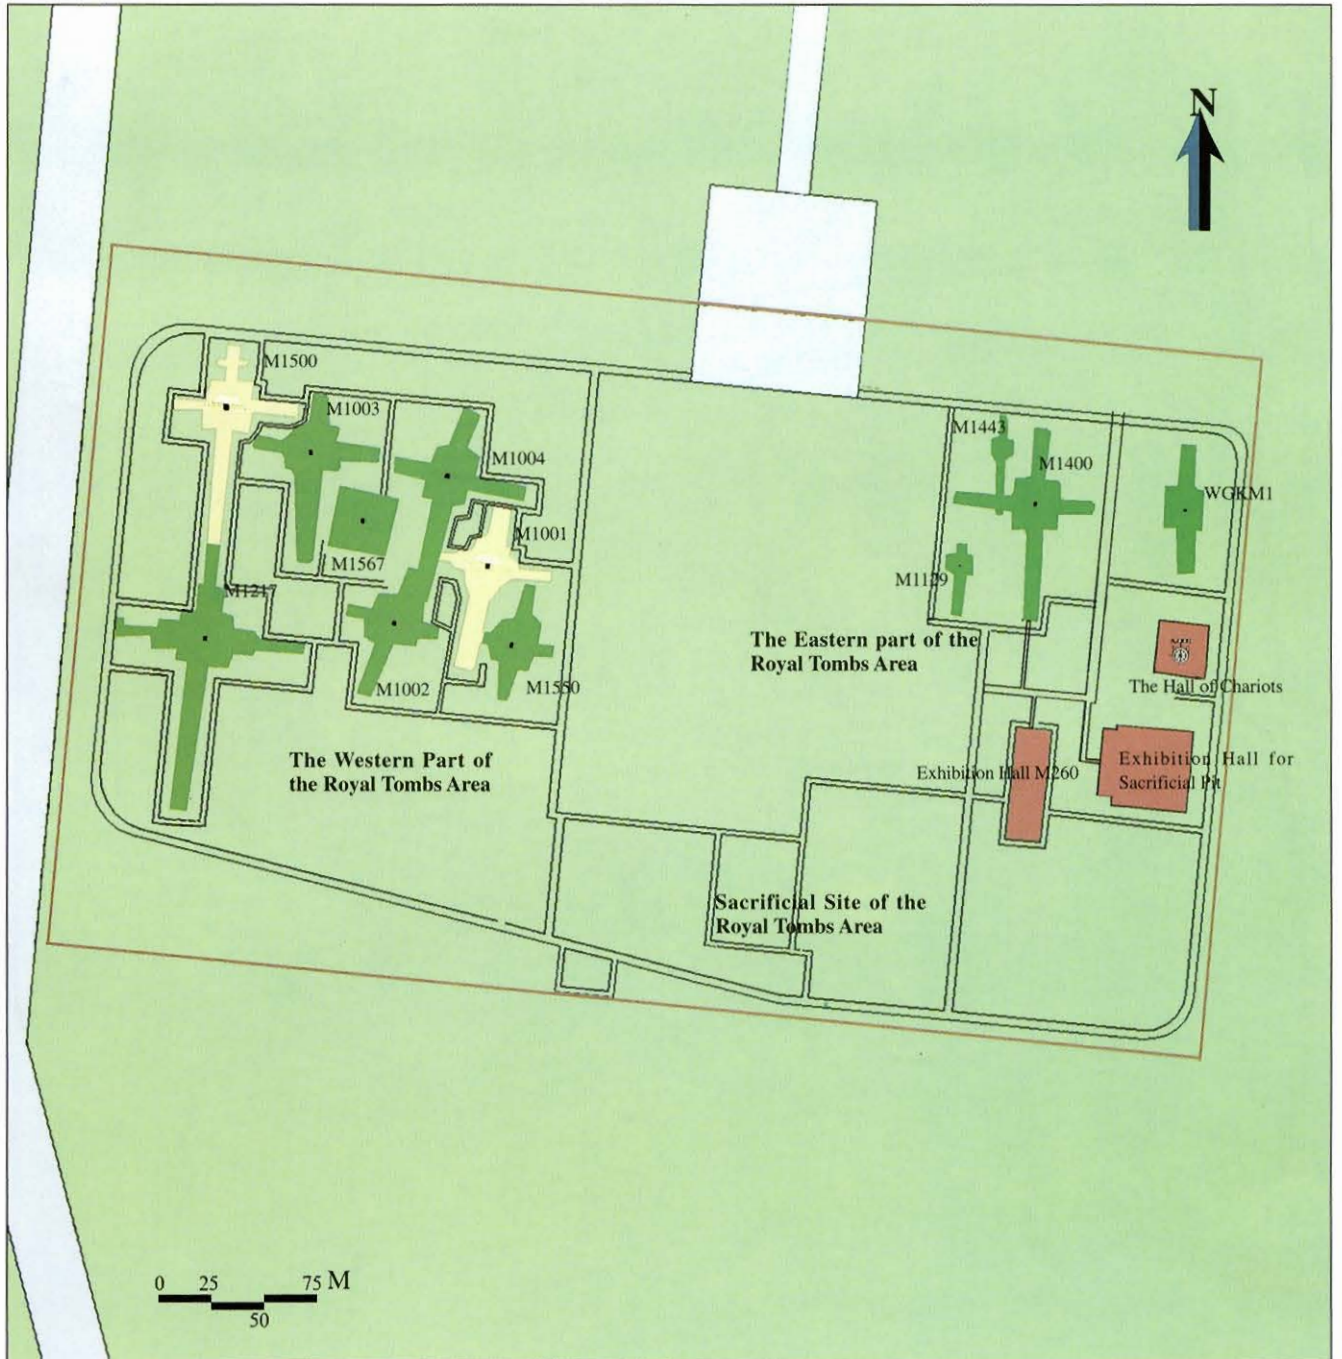 N
M1500
M1003
M1443
M1004
M1400
WGKM1
M1001
M1567
M1129
M1217
The Eastern part of the
Royal Tombs Area
M1002
M1550
The Hall of Chariots
The Western Part of
the Royal Tombs Area
Exhibition Hall M260
Exhibition Hall for
Sacrificial Pit
Sacrificial Site of the
Royal Tombs Area
0 25 75 M
50